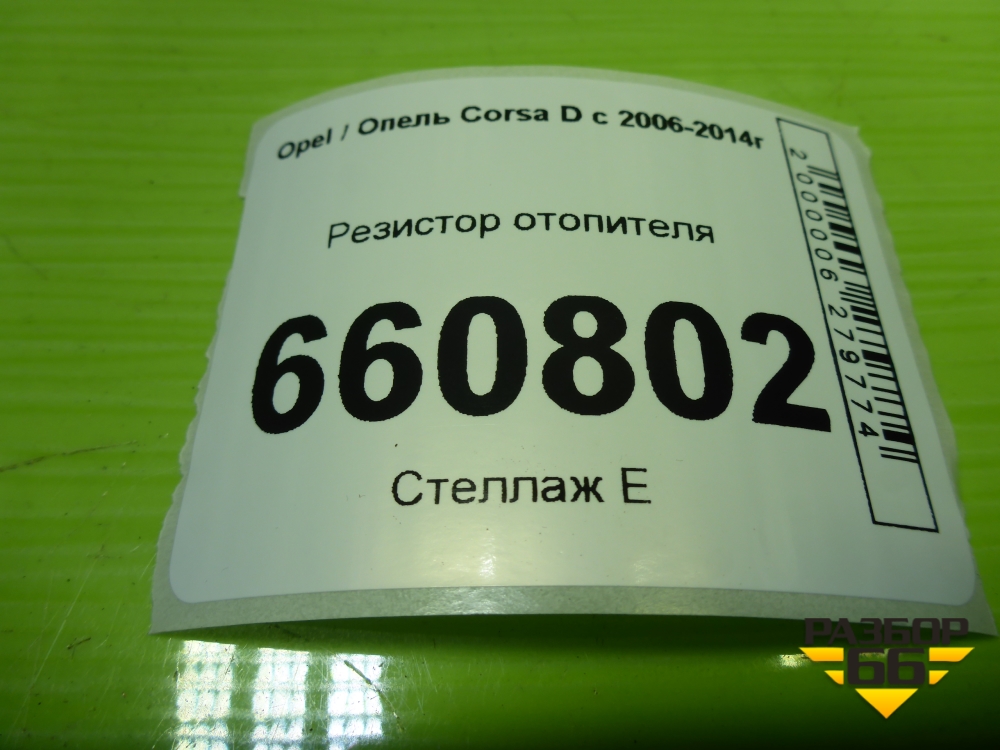 Opel / Опель Corsa D с 2006-2014г
Резистор отопителя
660802
Стеллаж Е
2000006279774
РАЗБОР
66